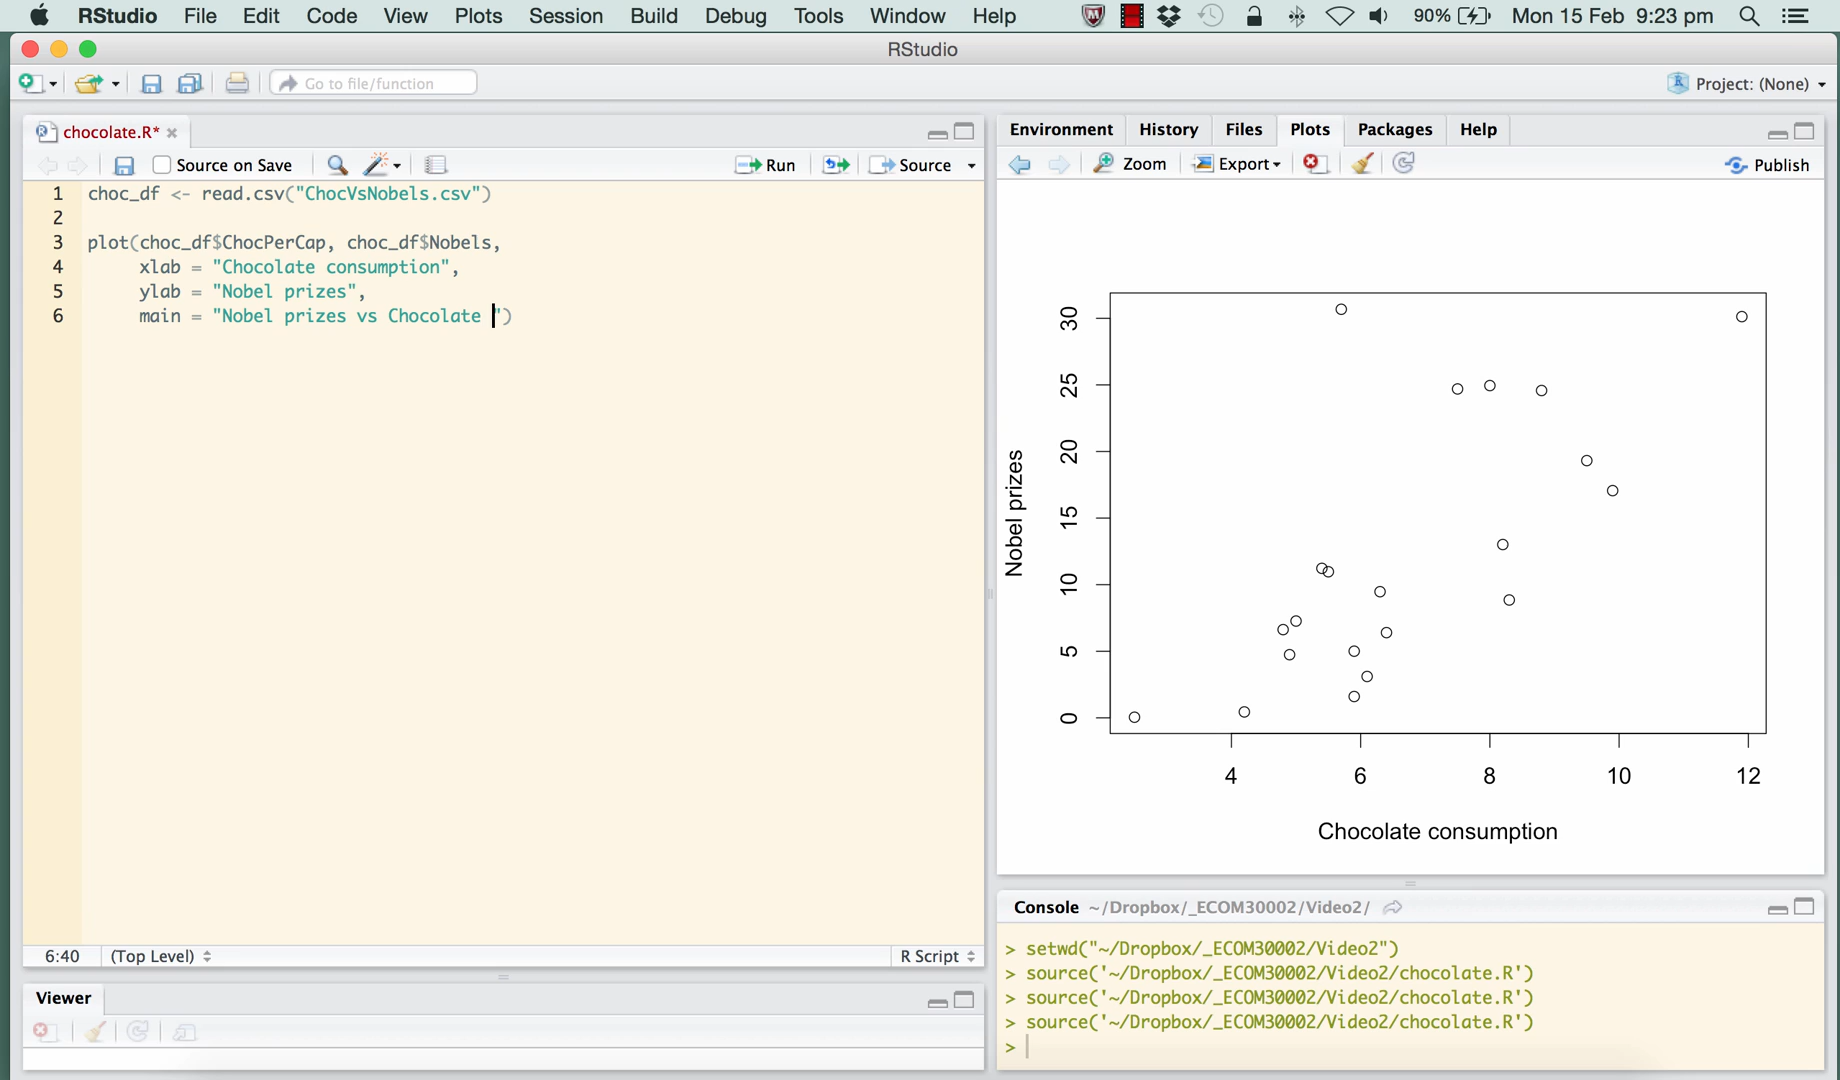 RStudio File Edit Code View Plots Session Build Debug Tools Window Help 90% Mon 15 Feb 9:23 pm
RStudio
Go to file/function Project: (None)
chocolate.R*
Source on Save Run Source
1 choc_df <- read.csv("ChocVsNobels.csv")
2
3 plot(choc_df$ChocPerCap, choc_df$Nobels,
4 xlab = "Chocolate consumption",
5 ylab = "Nobel prizes",
6 main = "Nobel prizes vs Chocolate ")
6:40 (Top Level) R Script
Viewer
Environment History Files Plots Packages Help
Zoom Export Publish
30
25
20
15
10
5
0
Nobel prizes
4 6 8 10 12
Chocolate consumption
Console ~/Dropbox/_ECOM30002/Video2/
> setwd("~/Dropbox/_ECOM30002/Video2")
> source('~/Dropbox/_ECOM30002/Video2/chocolate.R')
> source('~/Dropbox/_ECOM30002/Video2/chocolate.R')
> source('~/Dropbox/_ECOM30002/Video2/chocolate.R')
>